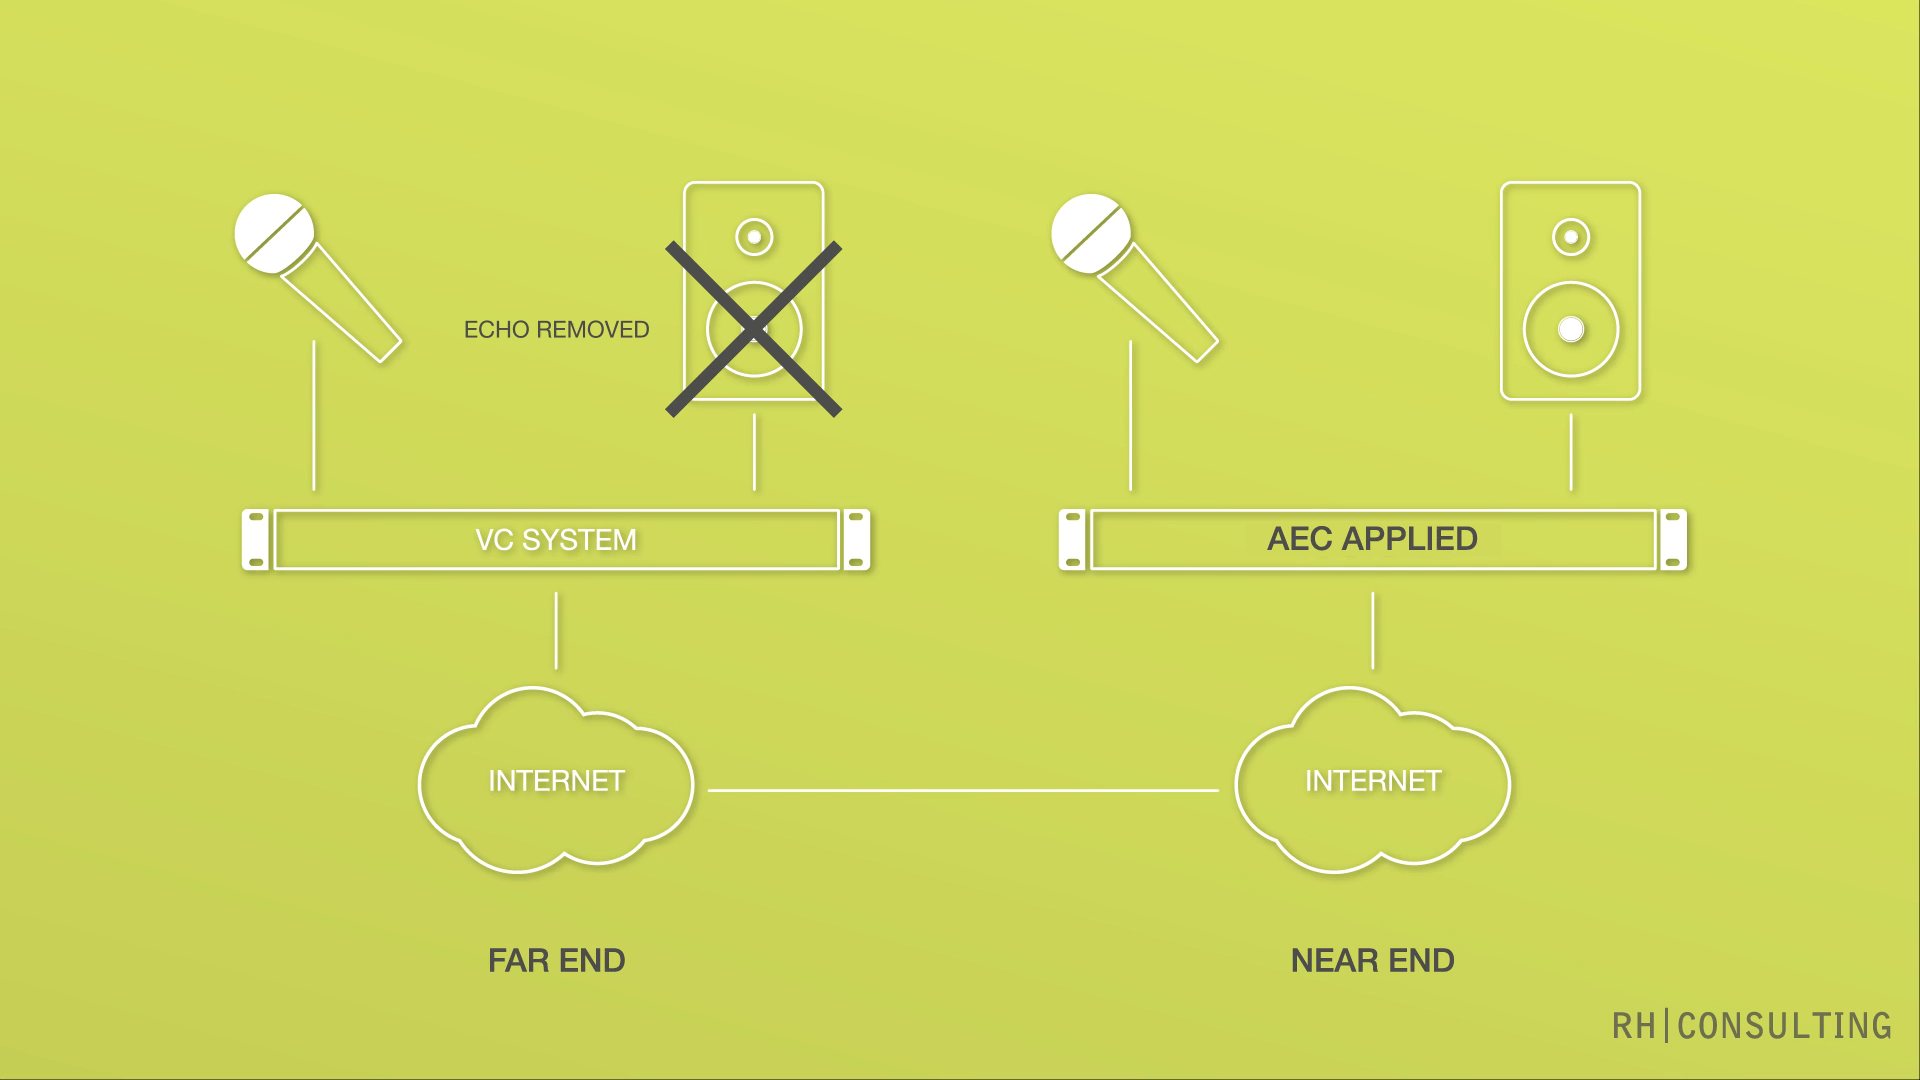 ECHO REMOVED
VC SYSTEM
AEC APPLIED
INTERNET
INTERNET
FAR END
NEAR END
RH|CONSULTING